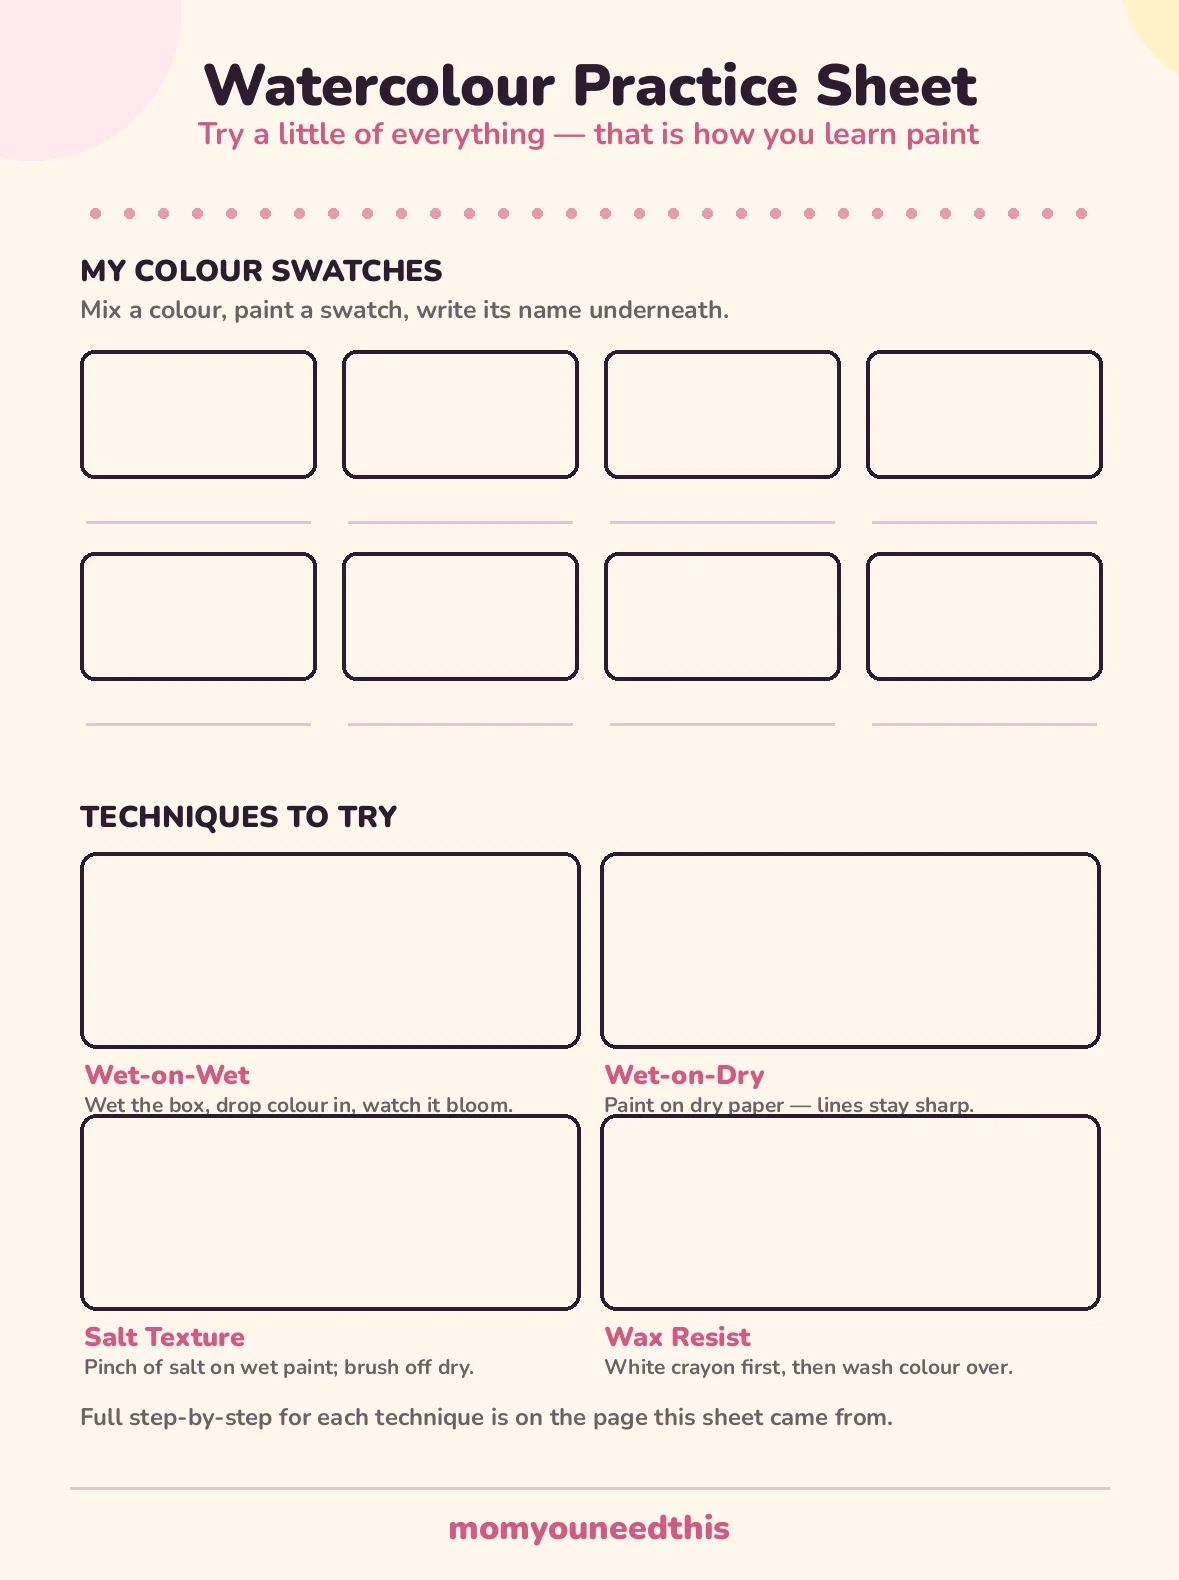 Watercolour Practice Sheet
Try a little of everything — that is how you learn paint
MY COLOUR SWATCHES
Mix a colour, paint a swatch, write its name underneath.
TECHNIQUES TO TRY
Wet-on-Wet
Wet the box, drop colour in, watch it bloom.
Wet-on-Dry
Paint on dry paper — lines stay sharp.
Salt Texture
Pinch of salt on wet paint; brush off dry.
Wax Resist
White crayon first, then wash colour over.
Full step-by-step for each technique is on the page this sheet came from.
momyouneedthis